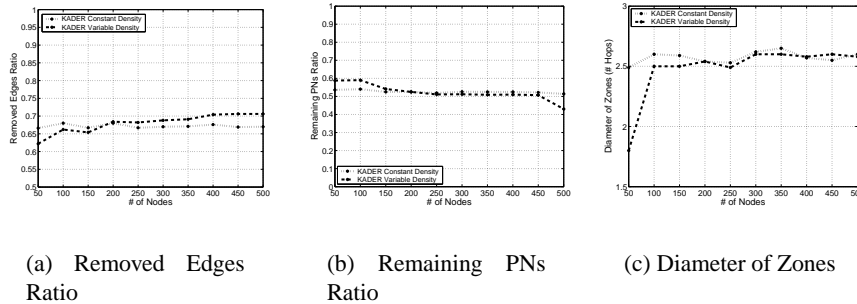 1
0.95
0.9
0.85
0.8
0.75
0.7
0.65
0.6
0.55
0.5
Removed Edges Ratio
KADER Constant Density
KADER Variable Density
50 100 150 200 250 300 350 400 450 500
# of Nodes
(a) Removed Edges
Ratio
1
0.9
0.8
0.7
0.6
0.5
0.4
0.3
0.2
0.1
0
Remaining PNs Ratio
KADER Constant Density
KADER Variable Density
50 100 150 200 250 300 350 400 450 500
# of Nodes
(b) Remaining PNs
Ratio
3
2.5
2
1.5
Diameter of Zones (# Hops)
KADER Constant Density
KADER Variable Density
50 100 150 200 250 300 350 400 450 500
# of Nodes
(c) Diameter of Zones